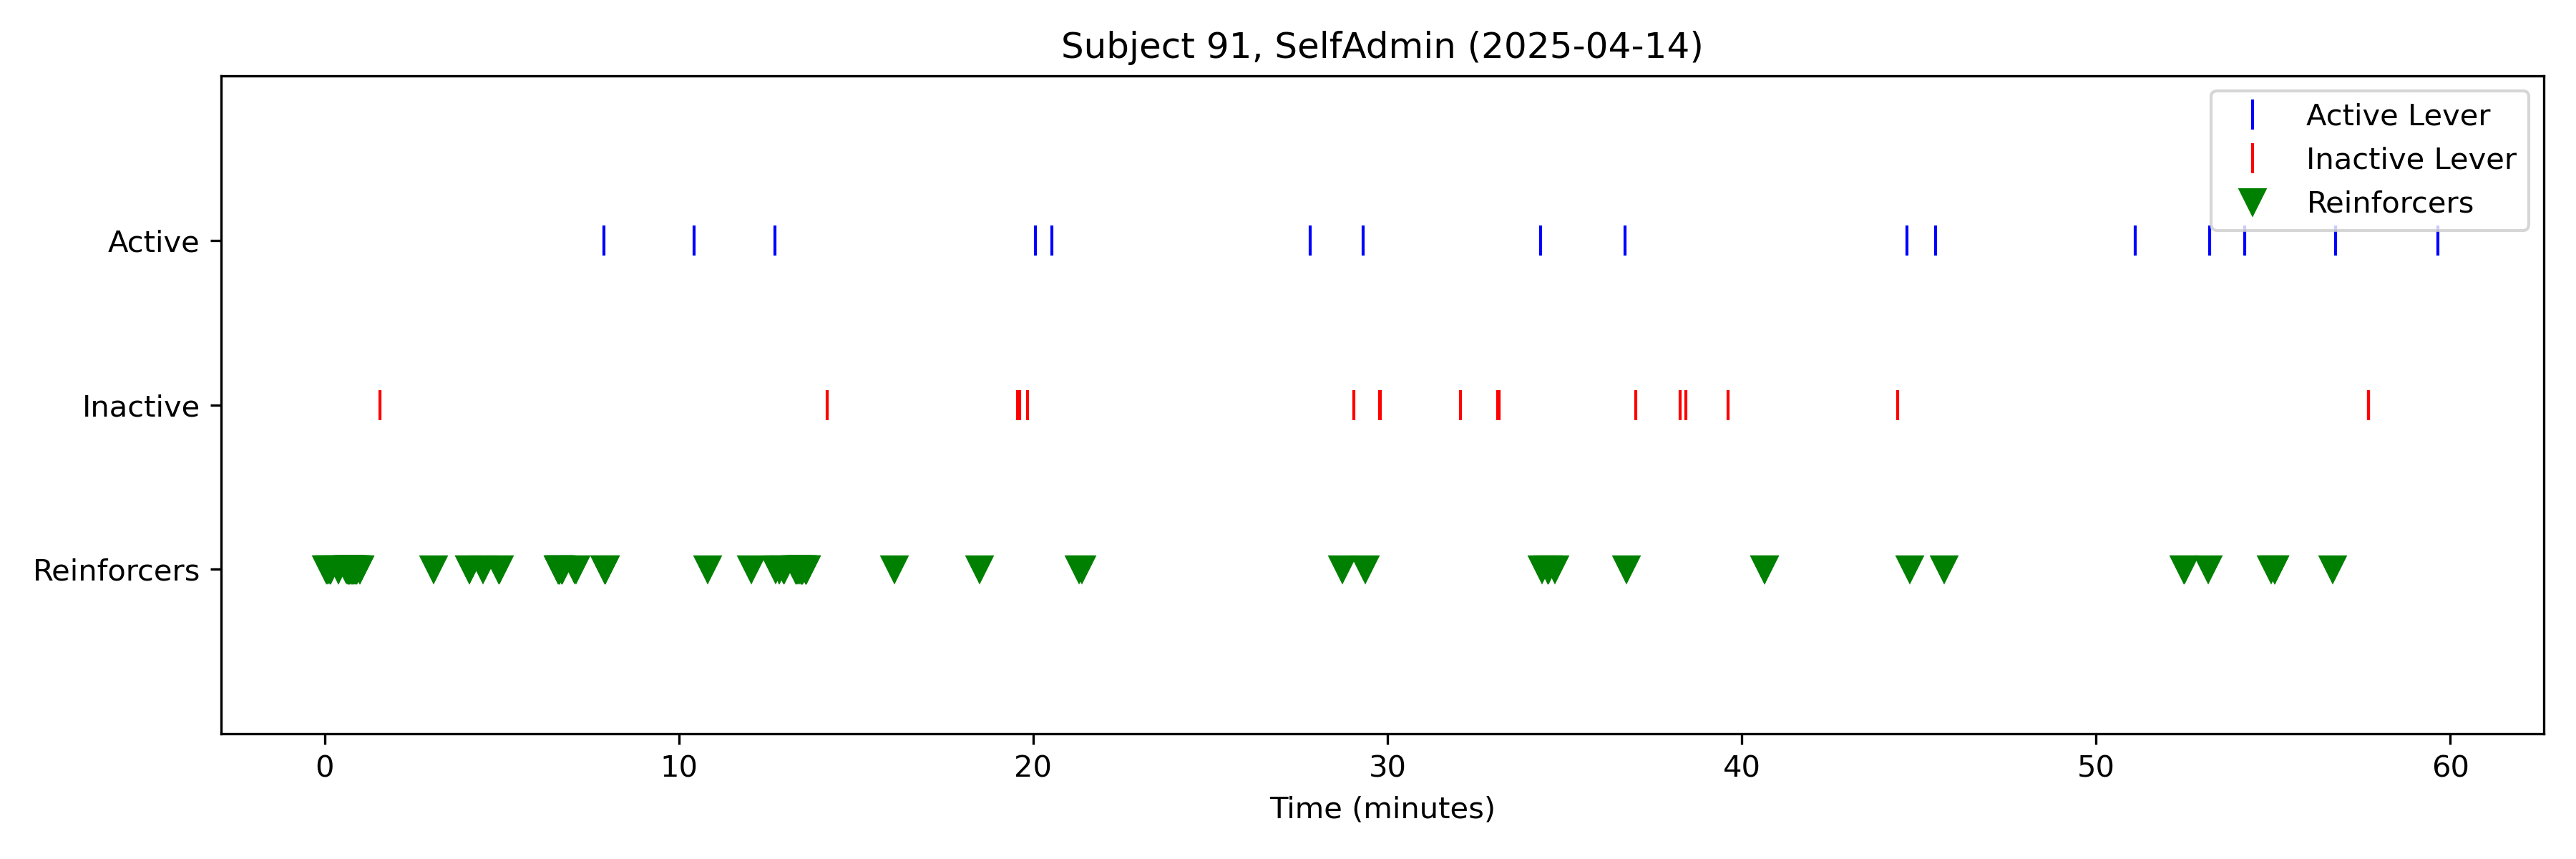 Subject 91, SelfAdmin (2025-04-14)
Active Lever
Inactive Lever
Reinforcers
Active
Inactive
Reinforcers
0 10 20 30 40 50 60
Time (minutes)